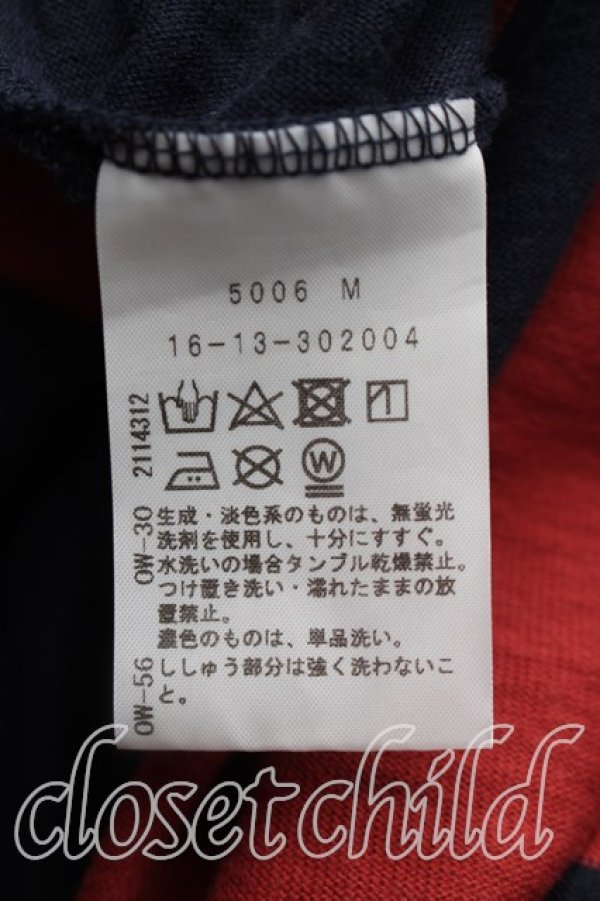 5006 M
16-13-302004
2114312
W
OW-30
生成・淡色系のものは、無蛍光
洗剤を使用し、十分にすすぐ。
水洗いの場合タンブル乾燥禁止。
つけ置き洗い・濡れたままの放
置禁止。
濃色のものは、単品洗い。
OW-56
ししゅう部分は強く洗わないこ
と。
closetchild